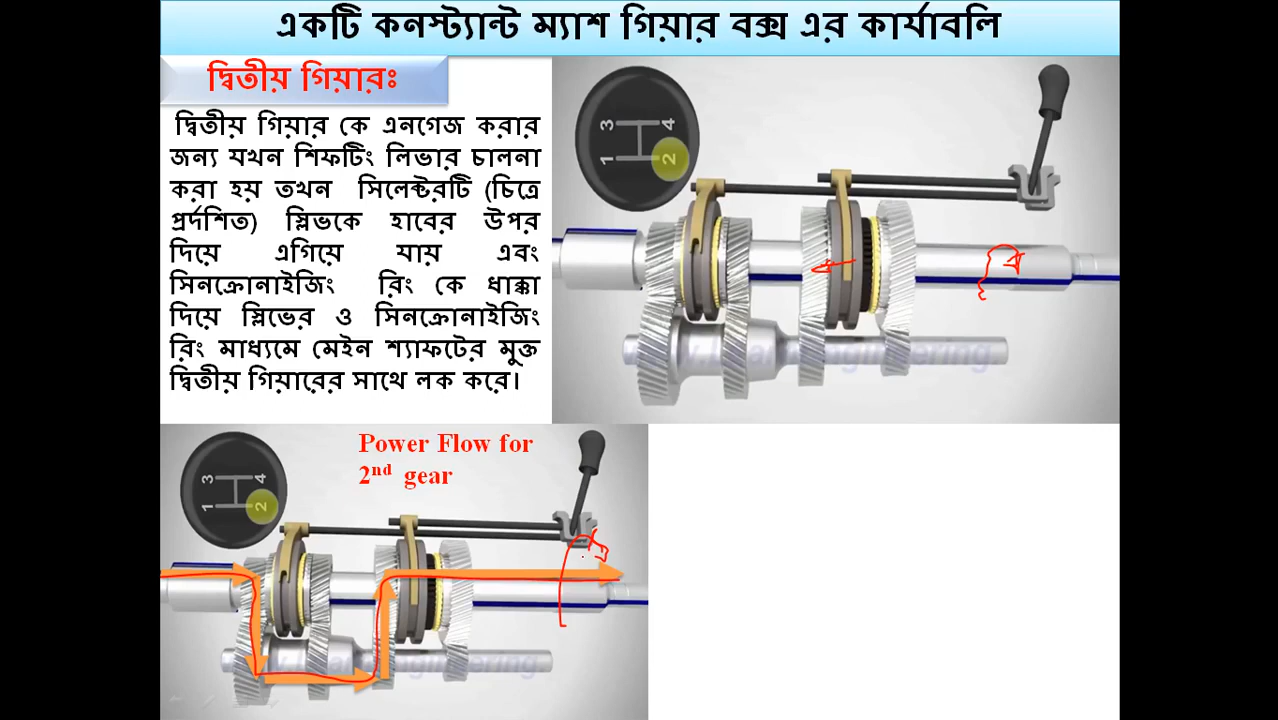 একটি কনস্ট্যান্ট ম্যাশ গিয়ার বক্স এর কার্যাবলি
দ্বিতীয় গিয়ারঃ
দ্বিতীয় গিয়ার কে এনগেজ করার
জন্য যখন শিফটিং লিভার চালনা
করা হয় তখন সিলেক্টরটি (চিত্রে
প্রর্দশিত) স্লিভকে হাবের উপর
দিয়ে এগিয়ে যায় এবং
সিনক্রোনাইজিং রিং কে ধাক্কা
দিয়ে স্লিভের ও সিনক্রোনাইজিং
রিং মাধ্যমে মেইন শ্যাফটের মুক্ত
দ্বিতীয় গিয়ারের সাথে লক করে।
3 4
1 2
Power Flow for
2nd gear
3 4
1 2